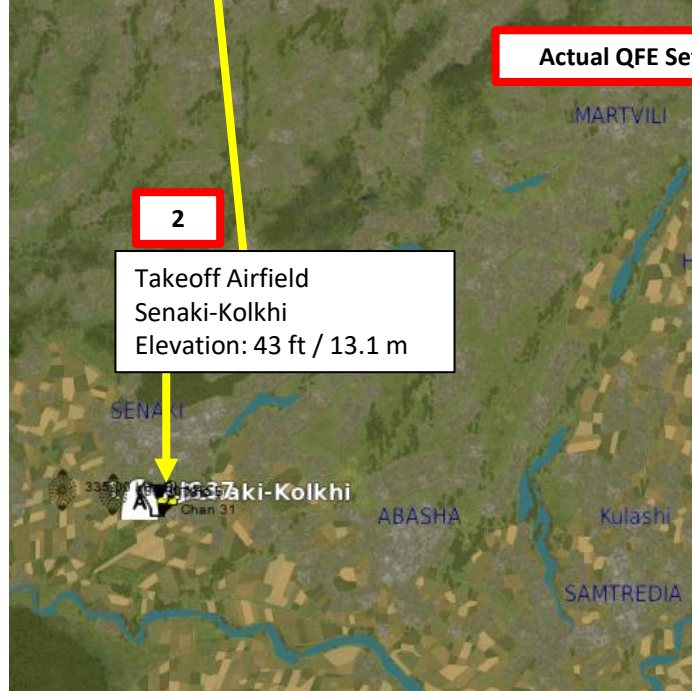 Actual QFE Se
MARTVILI
2
Takeoff Airfield
Senaki-Kolkhi
Elevation: 43 ft / 13.1 m
SENAKI
aki-Kolkhi
Chan 31
ABASHA
Kulashi
SAMTREDIA